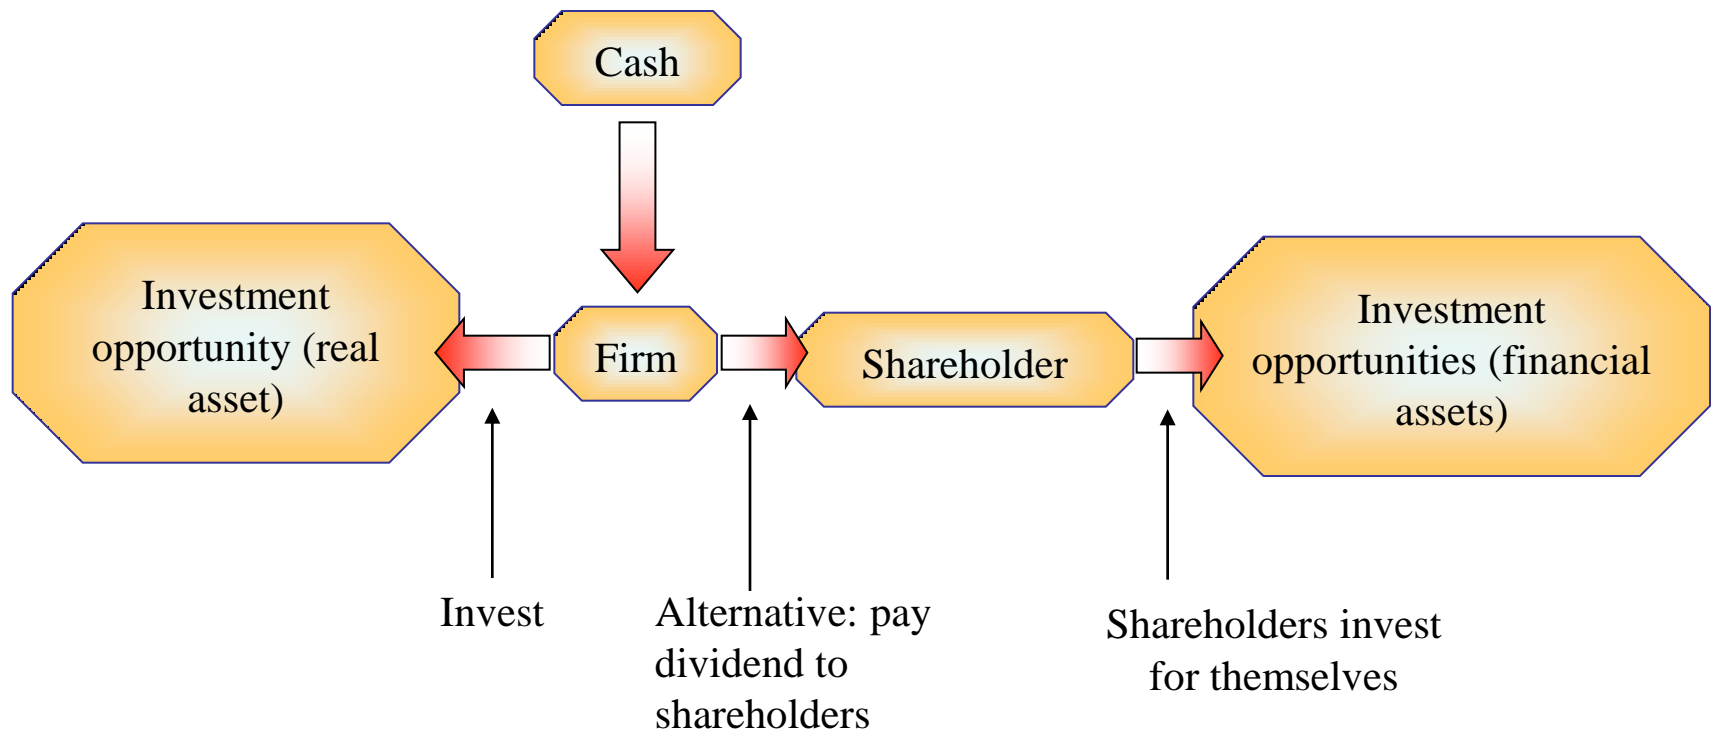 Cash
Investment
opportunity (real
asset)
Firm
Shareholder
Investment
opportunities (financial
assets)
Invest
Alternative: pay
dividend to
shareholders
Shareholders invest
for themselves